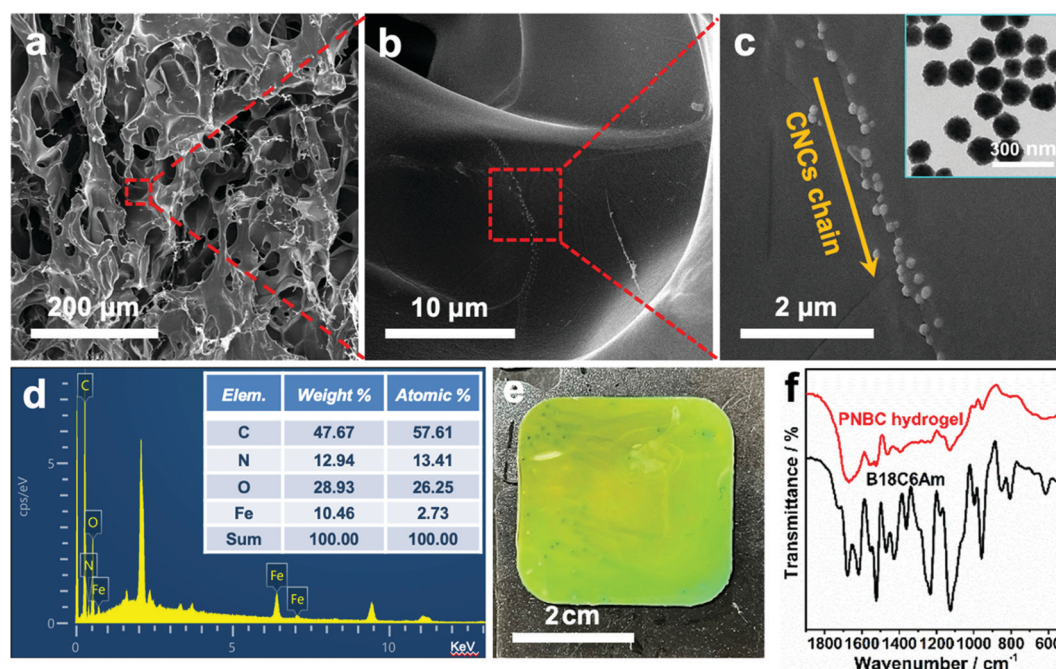 a
200 µm
b
10 µm
c
CNCs chain
300 nm
2 µm
d
C
O
N
Fe
Fe
Fe
5
0
cps/eV
0
5
10
KeV
Elem. Weight % Atomic %
C 47.67 57.61
N 12.94 13.41
O 28.93 26.25
Fe 10.46 2.73
Sum 100.00 100.00
e
2 cm
f
PNBC hydrogel
B18C6Am
Transmittance / %
1800 1600 1400 1200 1000 800 600
Wavenumber / cm⁻¹